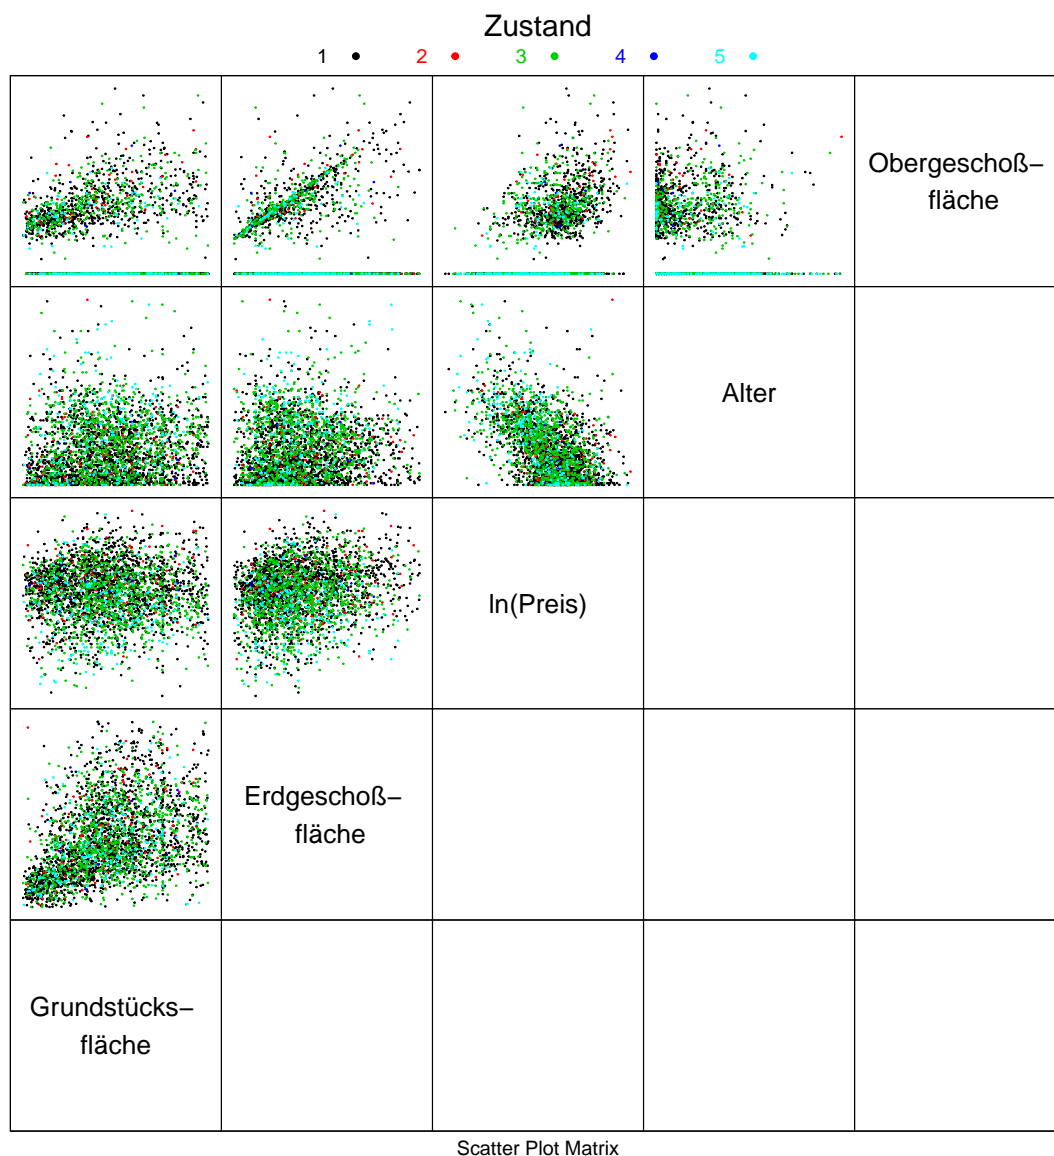 Zustand
1 2 3 4 5
Obergeschoß–
fläche
Alter
ln(Preis)
Erdgeschoß–
fläche
Grundstücks–
fläche
Scatter Plot Matrix